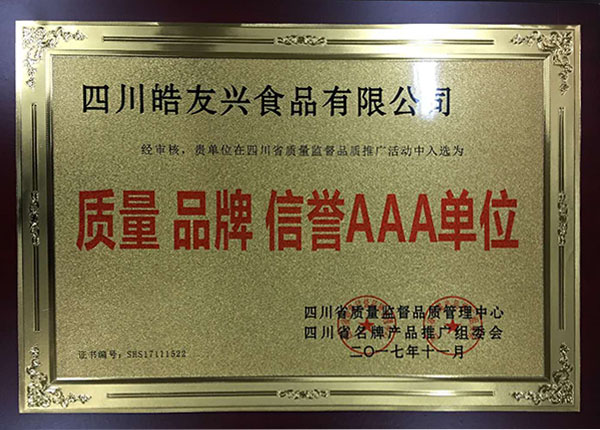 四川皓友兴食品有限公司
经审核，贵单位在四川省质量监督品质推广活动中入选为
质量 品牌 信誉AAA单位
四川省质量监督品质管理中心
四川省名牌产品推广组委会
二〇一七年十一月
证书编号：SHS17111522